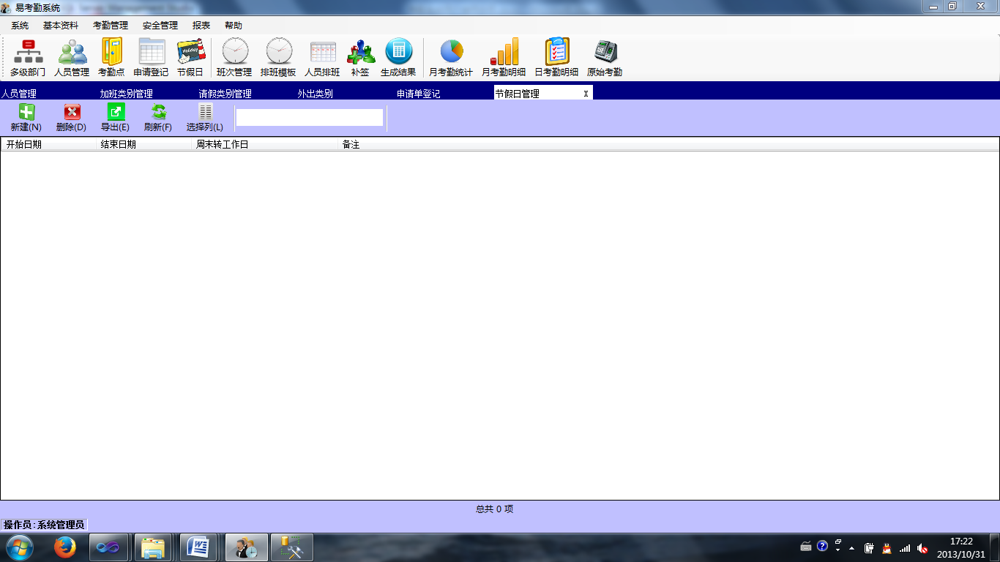 易考勤系统
系统 基本资料 考勤管理 安全管理 报表 帮助
Holiday
多级部门 人员管理 考勤点 申请登记 节假日 班次管理 排班模板 人员排班 补签 生成结果 月考勤统计 月考勤明细 日考勤明细 原始考勤
人员管理 加班类别管理 请假类别管理 外出类别 申请单登记 节假日管理 x
新建(N) 删除(D) 导出(E) 刷新(F) 选择列(L)
开始日期 结束日期 周末转工作日 备注
总共 0 项
操作员:系统管理员
17:22
2013/10/31